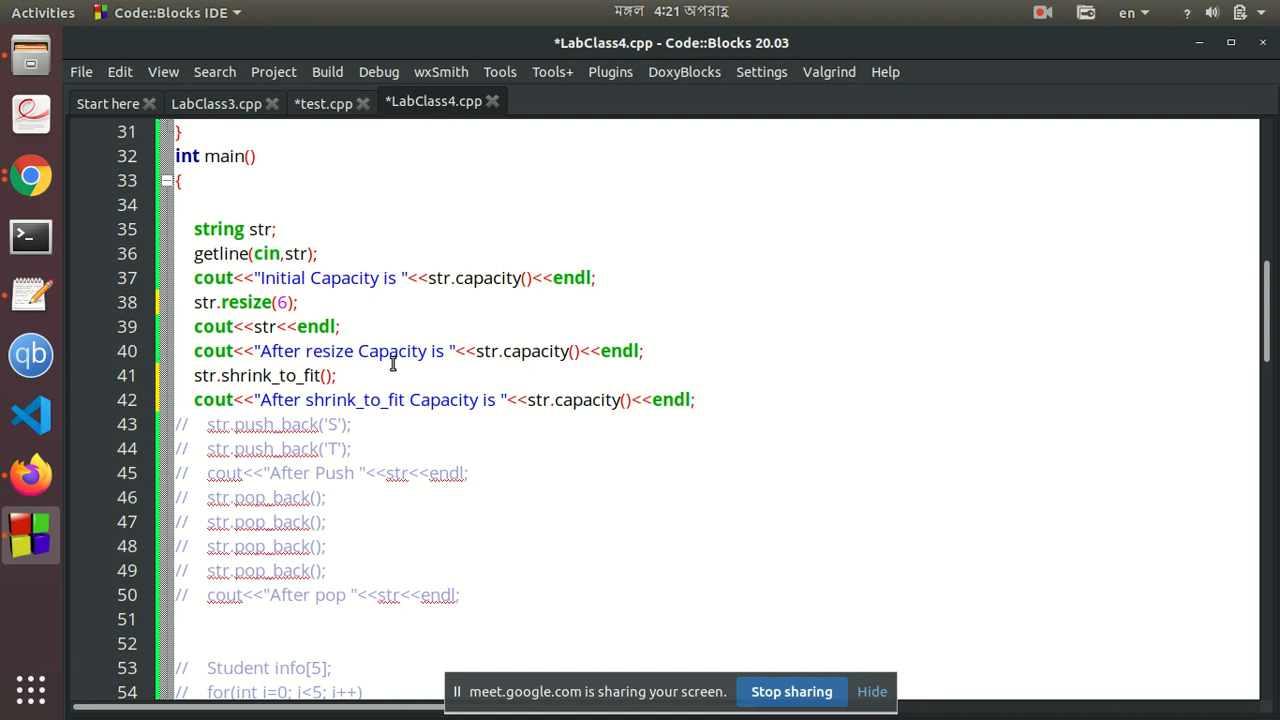 Activities Code::Blocks IDE মঙ্গল 4:21 অপরাহ্ণ en ?
*LabClass4.cpp - Code::Blocks 20.03
File Edit View Search Project Build Debug wxSmith Tools Tools+ Plugins DoxyBlocks Settings Valgrind Help
Start here LabClass3.cpp *test.cpp *LabClass4.cpp
31 }
32 int main()
33 {
34
35 string str;
36 getline(cin,str);
37 cout<<"Initial Capacity is "<<str.capacity()<<endl;
38 str.resize(6);
39 cout<<str<<endl;
40 cout<<"After resize Capacity is "<<str.capacity()<<endl;
41 str.shrink_to_fit();
42 cout<<"After shrink_to_fit Capacity is "<<str.capacity()<<endl;
43 // str.push_back('S');
44 // str.push_back('T');
45 // cout<<"After Push "<<str<<endl;
46 // str.pop_back();
47 // str.pop_back();
48 // str.pop_back();
49 // str.pop_back();
50 // cout<<"After pop "<<str<<endl;
51
52
53 // Student info[5];
54 // for(int i=0; i<5; i++)
meet.google.com is sharing your screen. Stop sharing Hide
qb